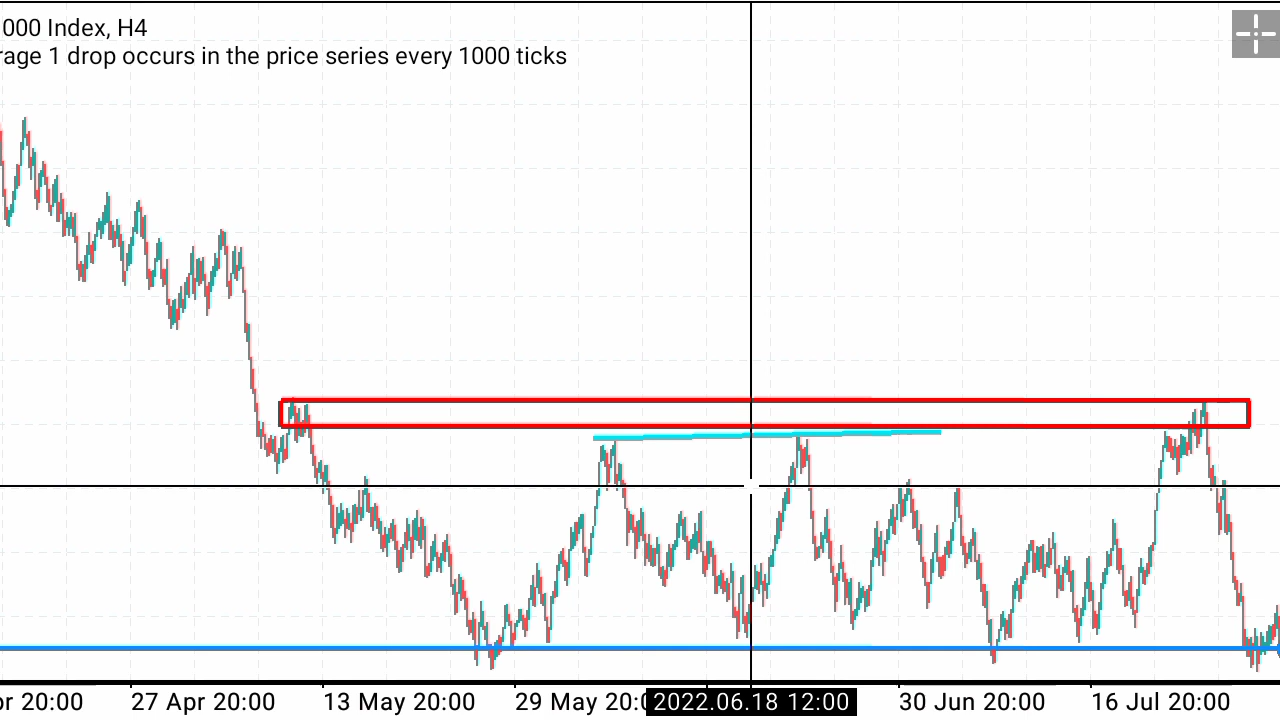 000 Index, H4
rage 1 drop occurs in the price series every 1000 ticks
or 20:00 27 Apr 20:00 13 May 20:00 29 May 20:0 2022.06.18 12:00 30 Jun 20:00 16 Jul 20:00